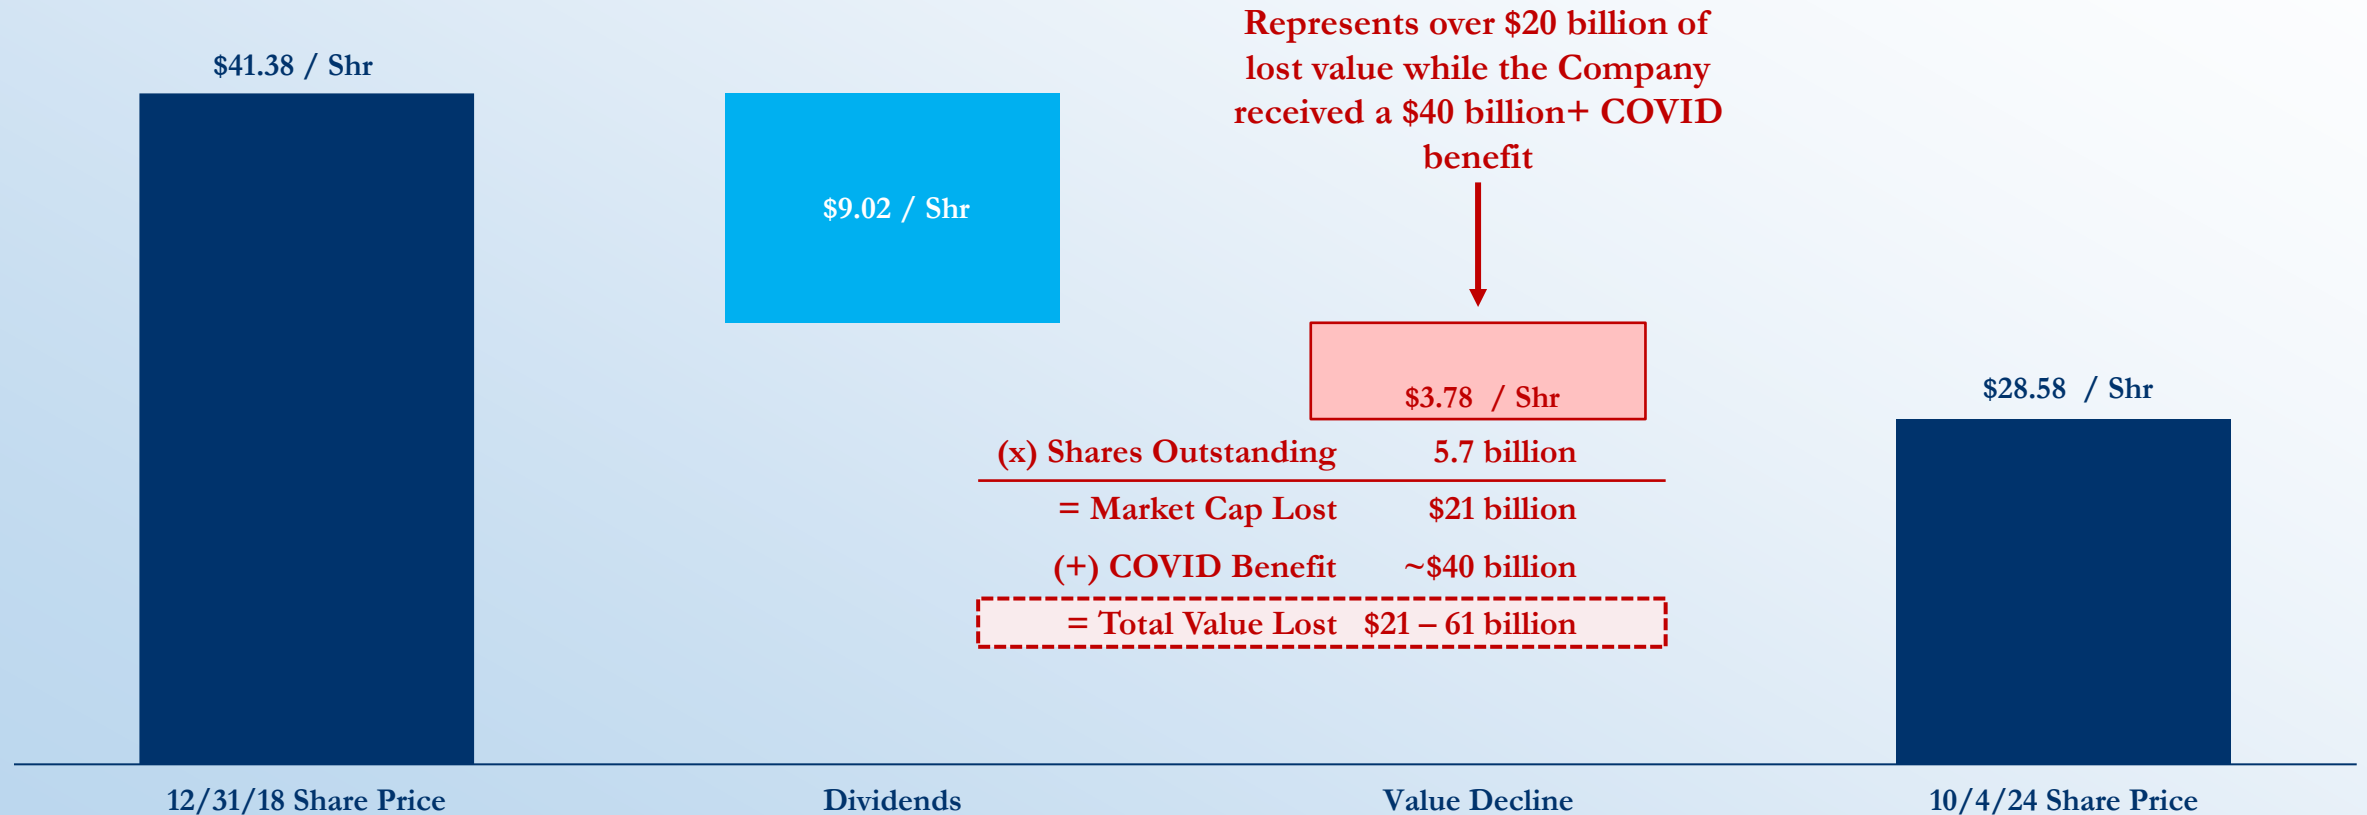 Represents over $20 billion of
lost value while the Company
received a $40 billion+ COVID
benefit
$41.38 / Shr
$9.02 / Shr
$3.78 / Shr
$28.58 / Shr
(x) Shares Outstanding 5.7 billion
= Market Cap Lost $21 billion
(+) COVID Benefit ~$40 billion
= Total Value Lost $21 – 61 billion
12/31/18 Share Price
Dividends
Value Decline
10/4/24 Share Price